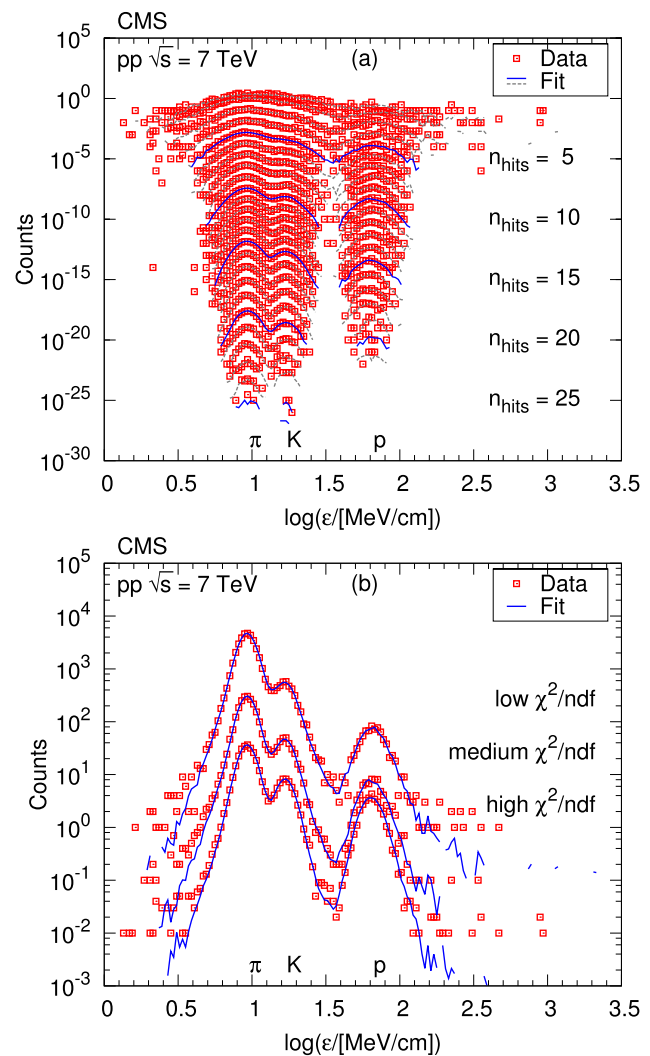 CMS
pp √s = 7 TeV
(a)
Data
Fit
10^5
10^0
10^-5
10^-10
10^-15
10^-20
10^-25
10^-30
Counts
n_hits = 5
n_hits = 10
n_hits = 15
n_hits = 20
n_hits = 25
π K p
0 0.5 1 1.5 2 2.5 3 3.5
log(ε/[MeV/cm])
CMS
pp √s = 7 TeV
(b)
Data
Fit
10^5
10^4
10^3
10^2
10^1
10^0
10^-1
10^-2
10^-3
Counts
low χ²/ndf
medium χ²/ndf
high χ²/ndf
π K p
0 0.5 1 1.5 2 2.5 3 3.5
log(ε/[MeV/cm])